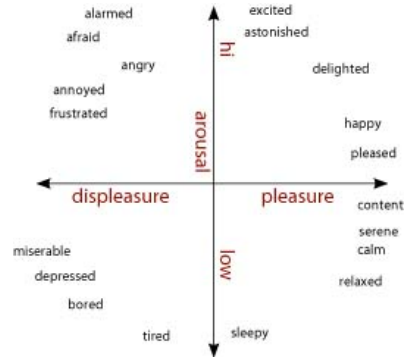 alarmed
excited
afraid
astonished
hi
angry
delighted
annoyed
frustrated
arousal
happy
pleased
displeasure
pleasure
content
serene
calm
miserable
low
depressed
relaxed
bored
tired
sleepy